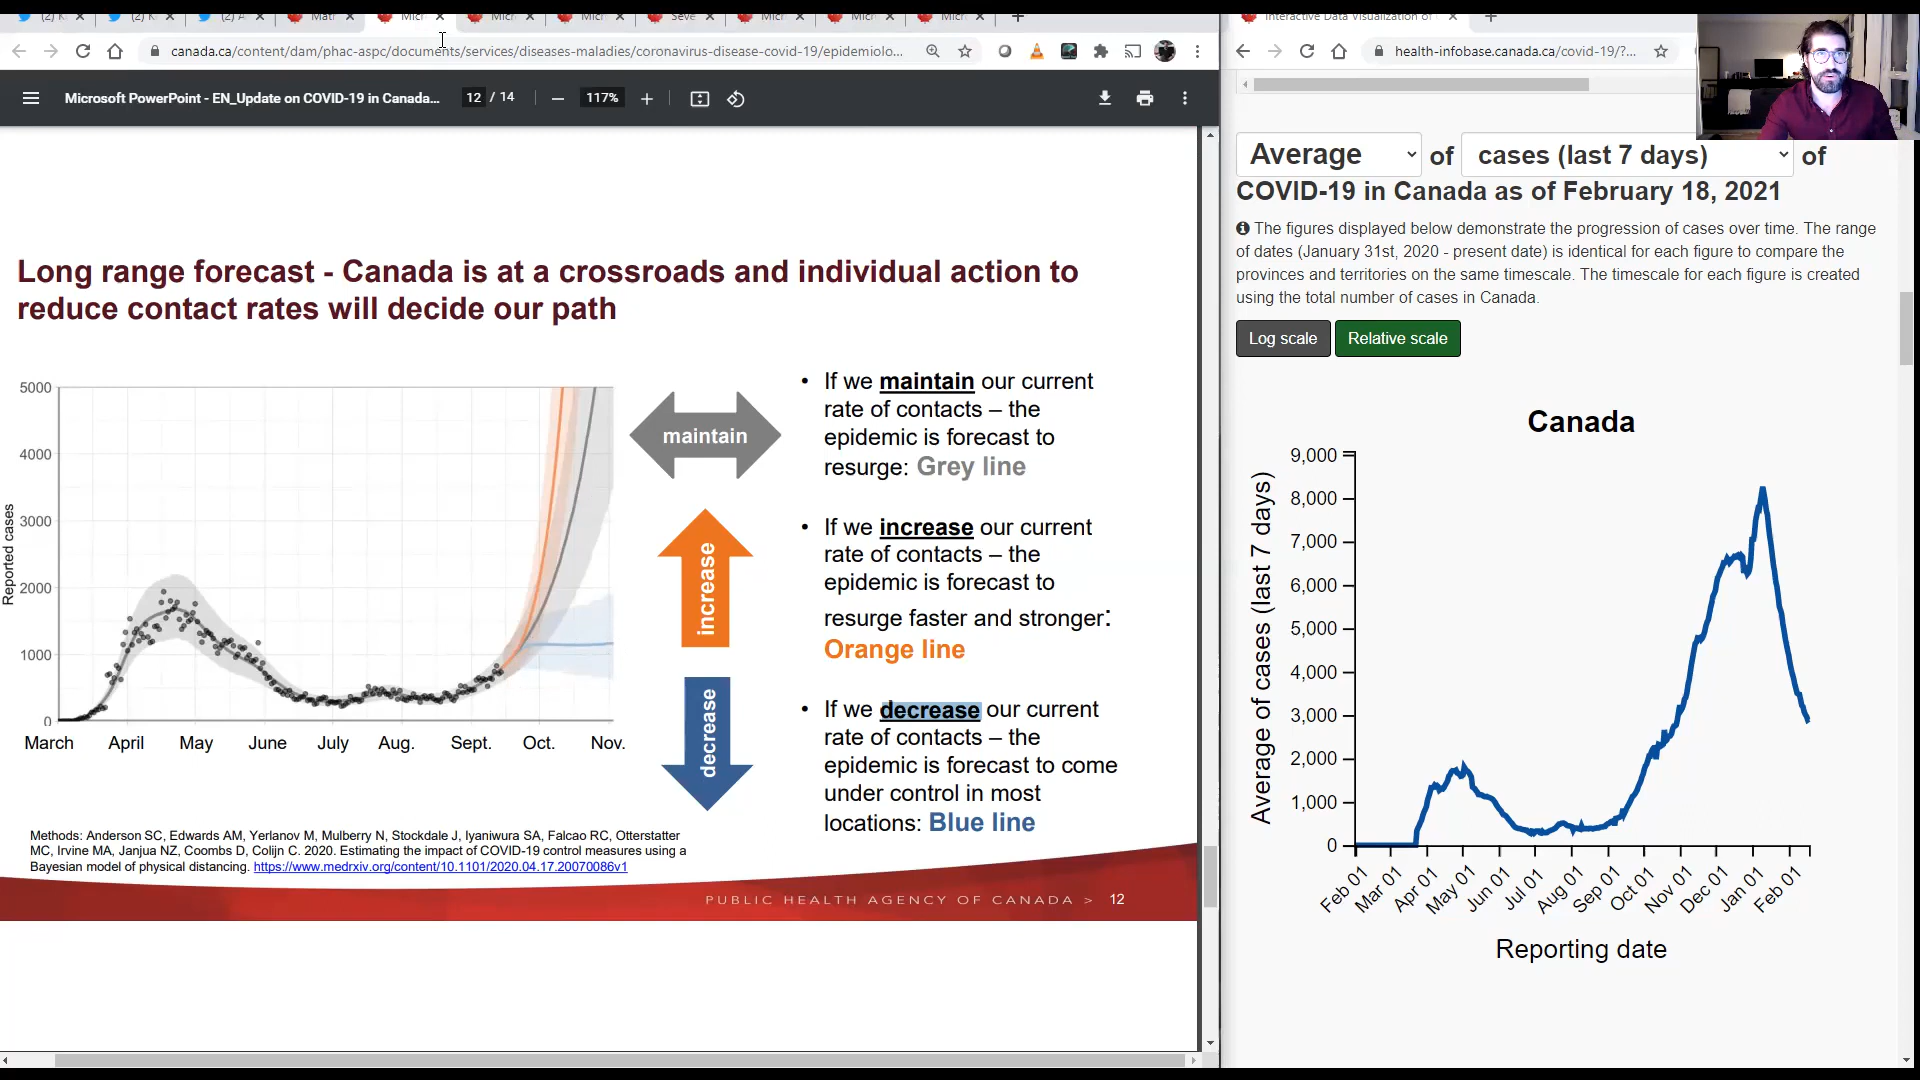 Math
Seve
Interactive Data Visualization of
canada.ca/content/dam/phac-aspc/documents/services/diseases-maladies/coronavirus-disease-covid-19/epidemiolo...
health-infobase.canada.ca/covid-19/?...
Microsoft PowerPoint - EN_Update on COVID-19 in Canada...
12 / 14
117%
Long range forecast - Canada is at a crossroads and individual action to
reduce contact rates will decide our path
Reported cases
5000
4000
3000
2000
1000
0
March April May June July Aug. Sept. Oct. Nov.
maintain
increase
decrease
• If we maintain our current
rate of contacts – the
epidemic is forecast to
resurge: Grey line
• If we increase our current
rate of contacts – the
epidemic is forecast to
resurge faster and stronger:
Orange line
• If we decrease our current
rate of contacts – the
epidemic is forecast to come
under control in most
locations: Blue line
Methods: Anderson SC, Edwards AM, Yerlanov M, Mulberry N, Stockdale J, Iyaniwura SA, Falcao RC, Otterstatter
MC, Irvine MA, Janjua NZ, Coombs D, Colijn C. 2020. Estimating the impact of COVID-19 control measures using a
Bayesian model of physical distancing. https://www.medrxiv.org/content/10.1101/2020.04.17.20070086v1
PUBLIC HEALTH AGENCY OF CANADA > 12
Average of cases (last 7 days) of
COVID-19 in Canada as of February 18, 2021
The figures displayed below demonstrate the progression of cases over time. The range
of dates (January 31st, 2020 - present date) is identical for each figure to compare the
provinces and territories on the same timescale. The timescale for each figure is created
using the total number of cases in Canada.
Log scale
Relative scale
Canada
Average of cases (last 7 days)
9,000
8,000
7,000
6,000
5,000
4,000
3,000
2,000
1,000
0
Feb 01 Mar 01 Apr 01 May 01 Jun 01 Jul 01 Aug 01 Sep 01 Oct 01 Nov 01 Dec 01 Jan 01 Feb 01
Reporting date